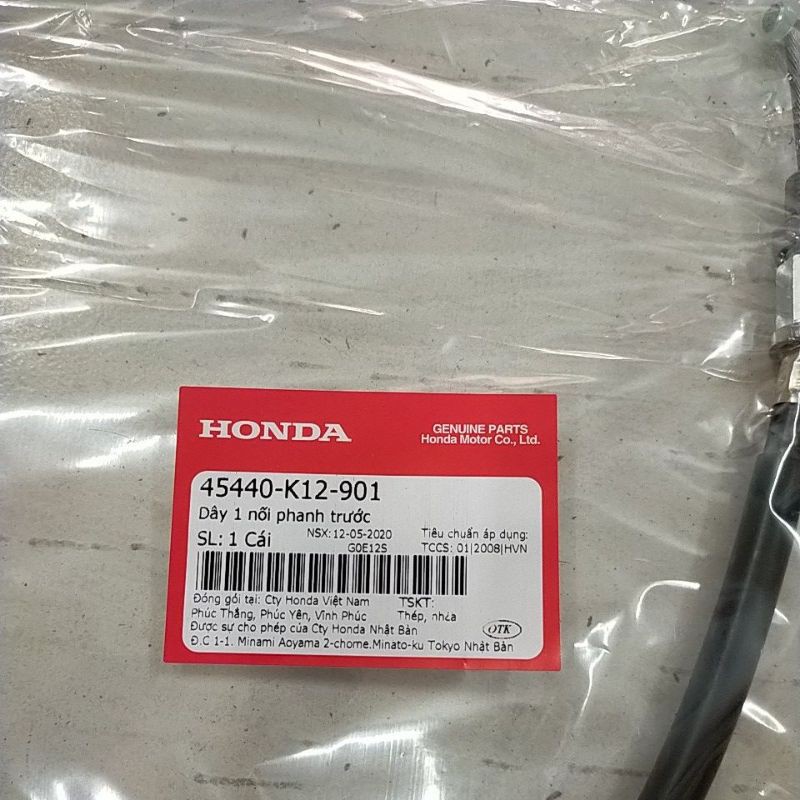 HONDA
GENUINE PARTS
Honda Motor Co., Ltd.
45440-K12-901
Dây 1 nối phanh trước
SL: 1 Cái
NSX: 12-05-2020
G0E12S
Tiêu chuẩn áp dụng:
TCCS: 01|2008|HVN
Đóng gói tại: Cty Honda Việt Nam
Phúc Thắng, Phúc Yên, Vĩnh Phúc
TSKT:
Thép, nhựa
Được sự cho phép của Cty Honda Nhật Bản
Đ.C 1-1. Minami Aoyama 2-chome.Minato-ku Tokyo Nhật Bản
OTK